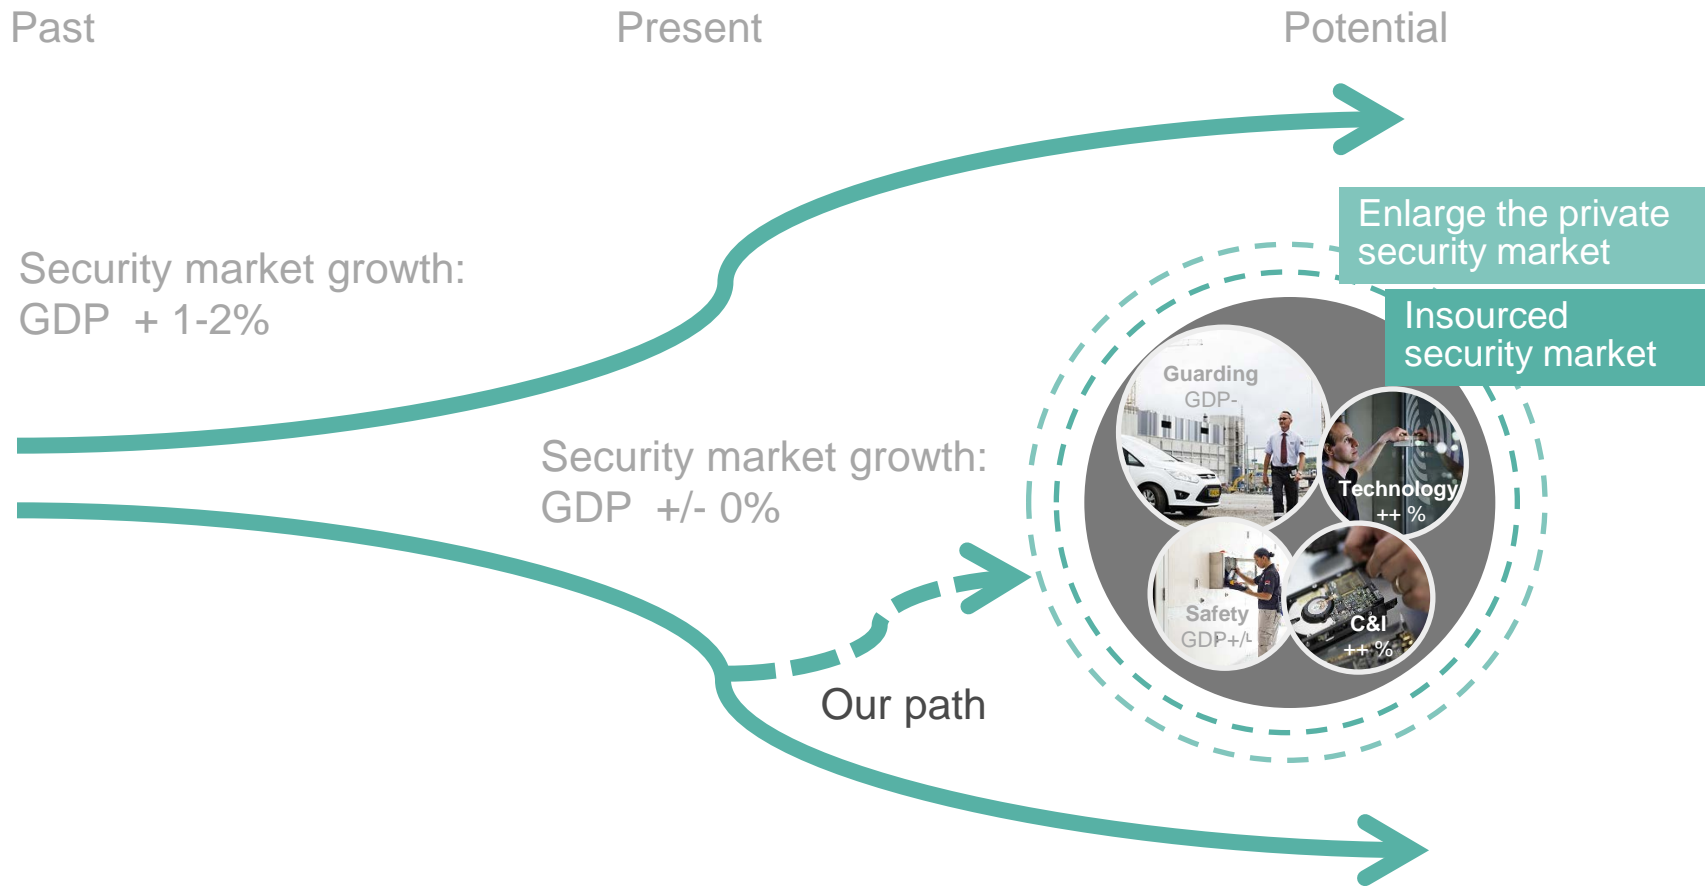 Past
Present
Potential
Enlarge the private
security market
Security market growth:
GDP + 1-2%
Insourced
security market
Guarding
GDP-
Security market growth:
GDP +/- 0%
Technology
++ %
Safety
GDP+/-
C&I
++ %
Our path